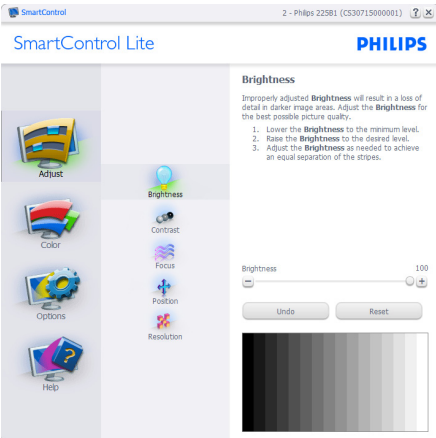 SmartControl
2 - Philips 225B1 (CS30715000001)
?
SmartControl Lite
PHILIPS
Adjust
Color
Options
Help
Brightness
Contrast
Focus
Position
Resolution
Brightness
Improperly adjusted Brightness will result in a loss of
detail in darker image areas. Adjust the Brightness for
the best possible picture quality.
1. Lower the Brightness to the minimum level.
2. Raise the Brightness to the desired level.
3. Adjust the Brightness as needed to achieve
an equal separation of the stripes.
Brightness
100
Undo
Reset